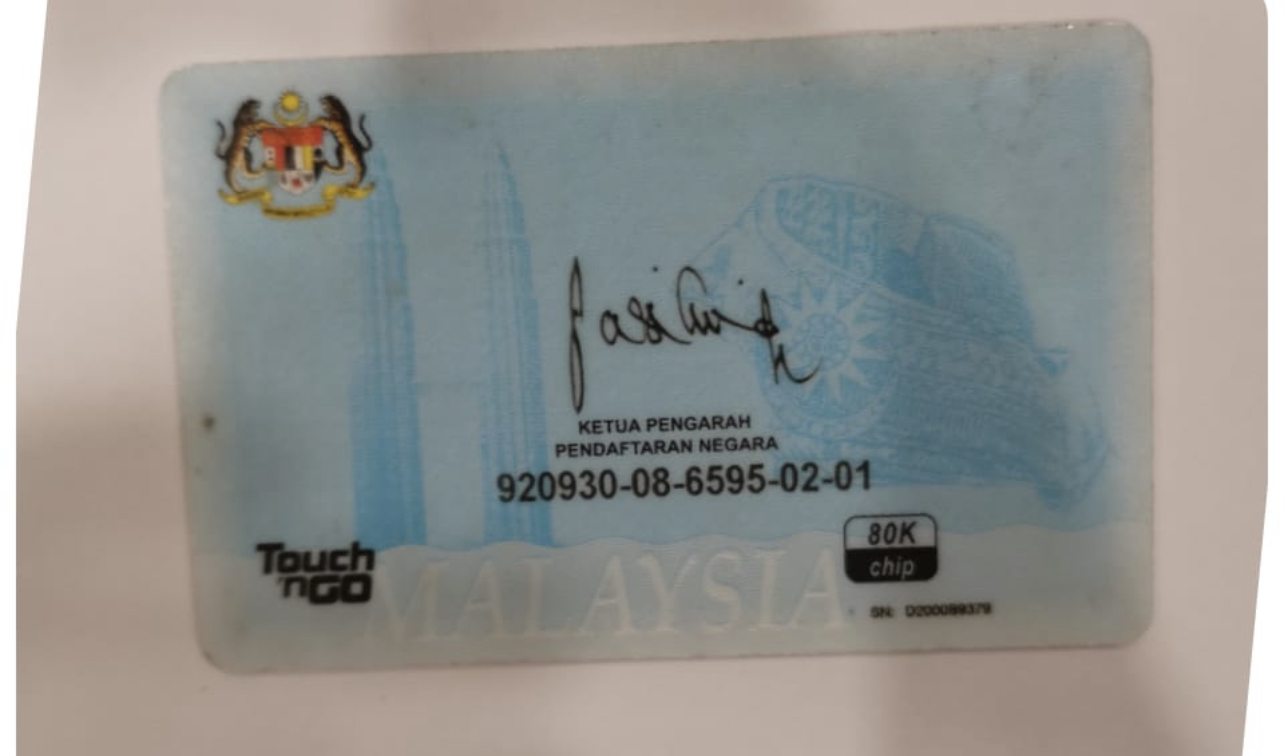 KETUA PENGARAH
PENDAFTARAN NEGARA
920930-08-6595-02-01
Touch
'nGO
80K
chip
MALAYSIA
SN: D200089379